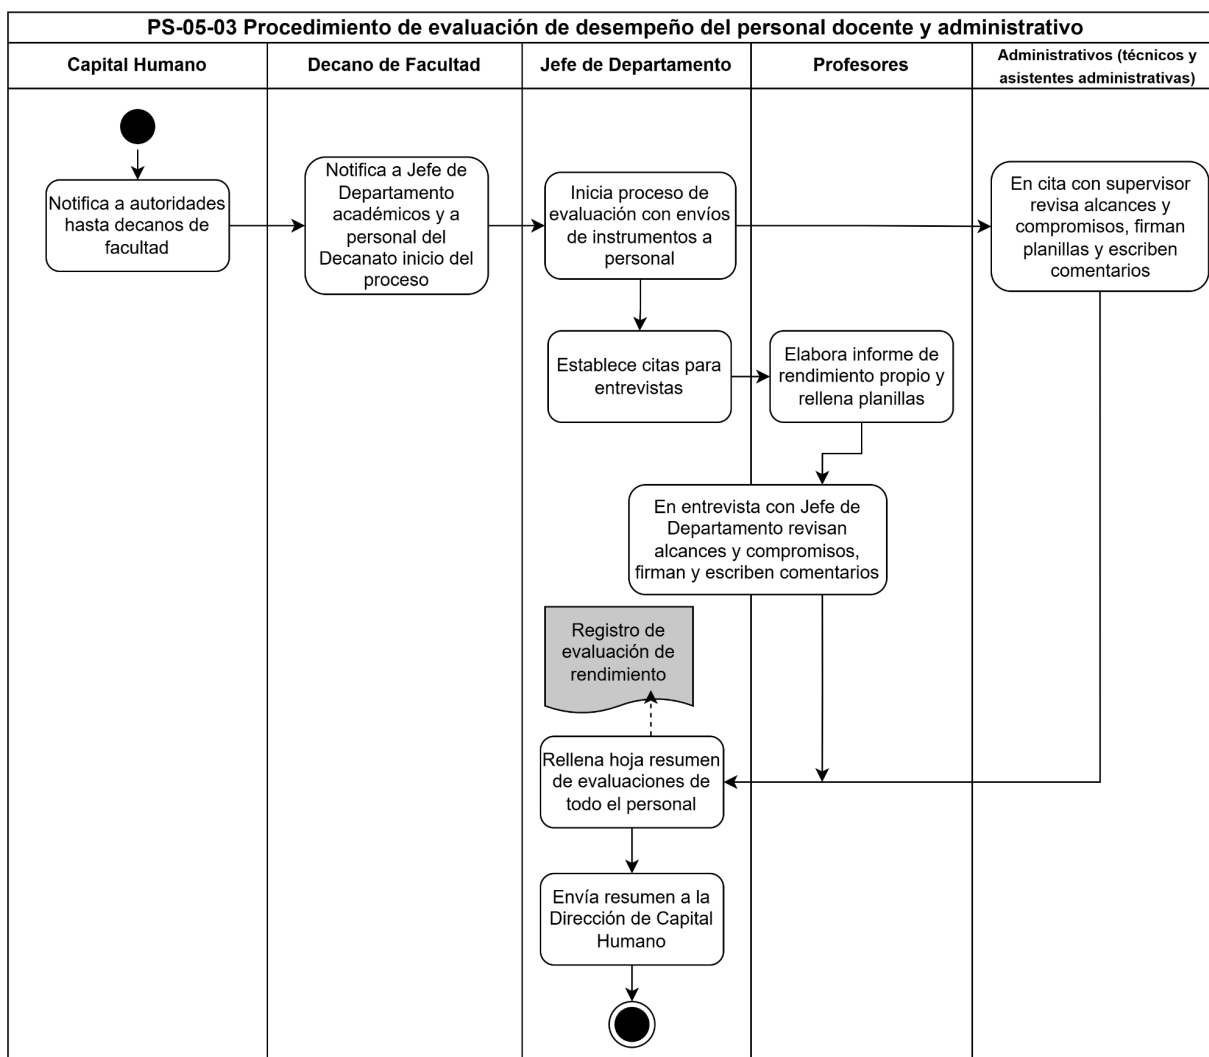 PS-05-03 Procedimiento de evaluación de desempeño del personal docente y administrativo
Capital Humano
Decano de Facultad
Jefe de Departamento
Profesores
Administrativos (técnicos y
asistentes administrativas)
Notifica a autoridades
hasta decanos de
facultad
Notifica a Jefe de
Departamento
académicos y a
personal del
Decanato inicio del
proceso
Inicia proceso de
evaluación con envíos
de instrumentos a
personal
En cita con supervisor
revisa alcances y
compromisos, firman
planillas y escriben
comentarios
Establece citas para
entrevistas
Elabora informe de
rendimiento propio y
rellena planillas
En entrevista con Jefe de
Departamento revisan
alcances y compromisos,
firman y escriben comentarios
Registro de
evaluación de
rendimiento
Rellena hoja resumen
de evaluaciones de
todo el personal
Envía resumen a la
Dirección de Capital
Humano